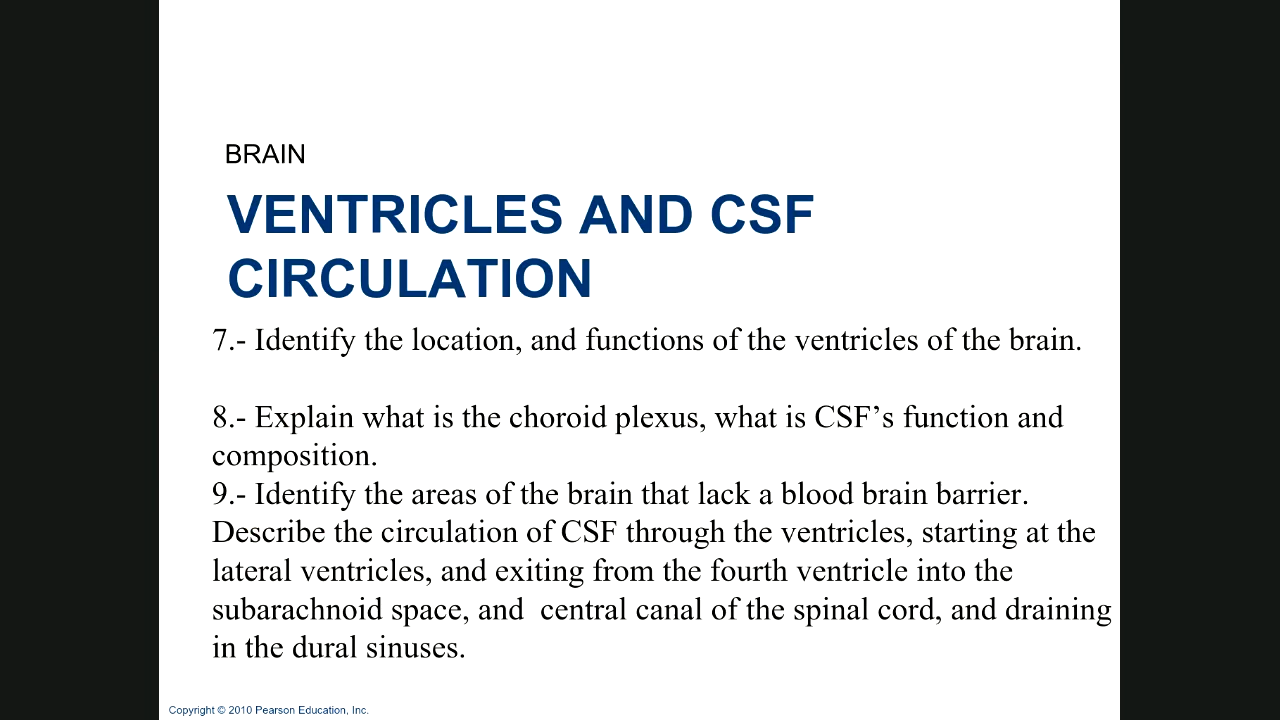 BRAIN
VENTRICLES AND CSF
CIRCULATION
7.- Identify the location, and functions of the ventricles of the brain.
8.- Explain what is the choroid plexus, what is CSF’s function and
composition.
9.- Identify the areas of the brain that lack a blood brain barrier.
Describe the circulation of CSF through the ventricles, starting at the
lateral ventricles, and exiting from the fourth ventricle into the
subarachnoid space, and  central canal of the spinal cord, and draining
in the dural sinuses.
Copyright © 2010 Pearson Education, Inc.